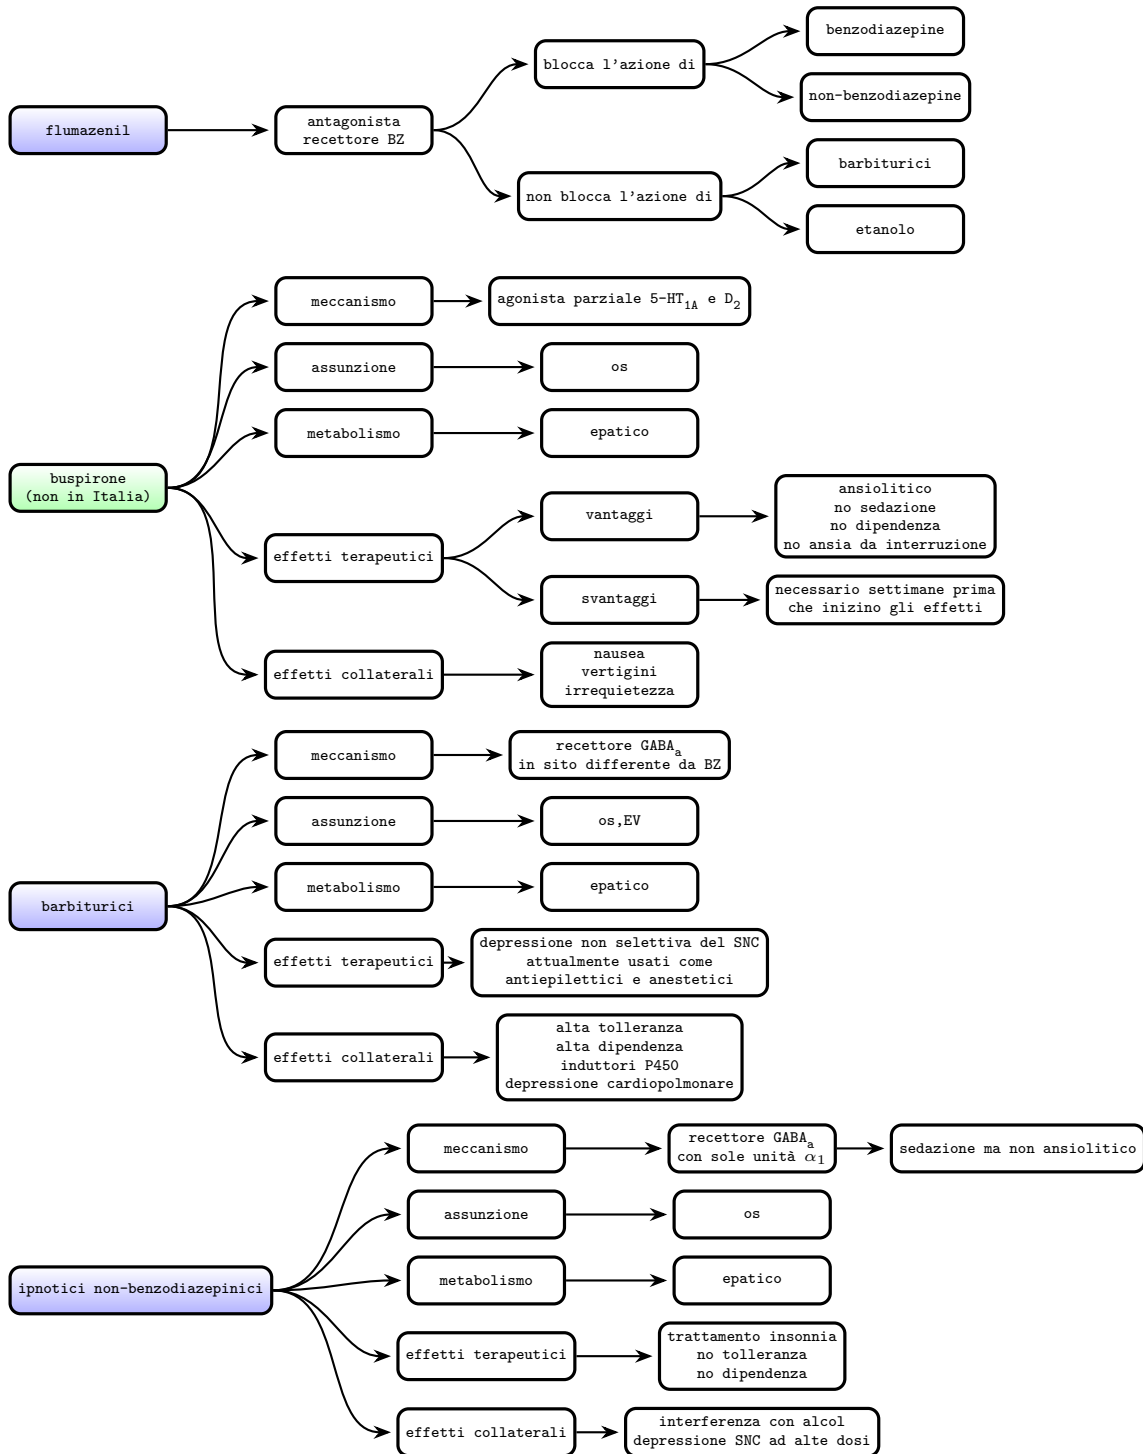 flumazenil
antagonista
recettore BZ
blocca l'azione di
benzodiazepine
non-benzodiazepine
non blocca l'azione di
barbiturici
etanolo
buspirone
(non in Italia)
meccanismo
agonista parziale 5-HT1A e D2
assunzione
os
metabolismo
epatico
effetti terapeutici
vantaggi
ansiolitico
no sedazione
no dipendenza
no ansia da interruzione
svantaggi
necessario settimane prima
che inizino gli effetti
effetti collaterali
nausea
vertigini
irrequietezza
barbiturici
meccanismo
recettore GABAa
in sito differente da BZ
assunzione
os,EV
metabolismo
epatico
effetti terapeutici
depressione non selettiva del SNC
attualmente usati come
antiepilettici e anestetici
effetti collaterali
alta tolleranza
alta dipendenza
induttori P450
depressione cardiopolmonare
ipnotici non-benzodiazepinici
meccanismo
recettore GABAa
con sole unità α1
sedazione ma non ansiolitico
assunzione
os
metabolismo
epatico
effetti terapeutici
trattamento insonnia
no tolleranza
no dipendenza
effetti collaterali
interferenza con alcol
depressione SNC ad alte dosi